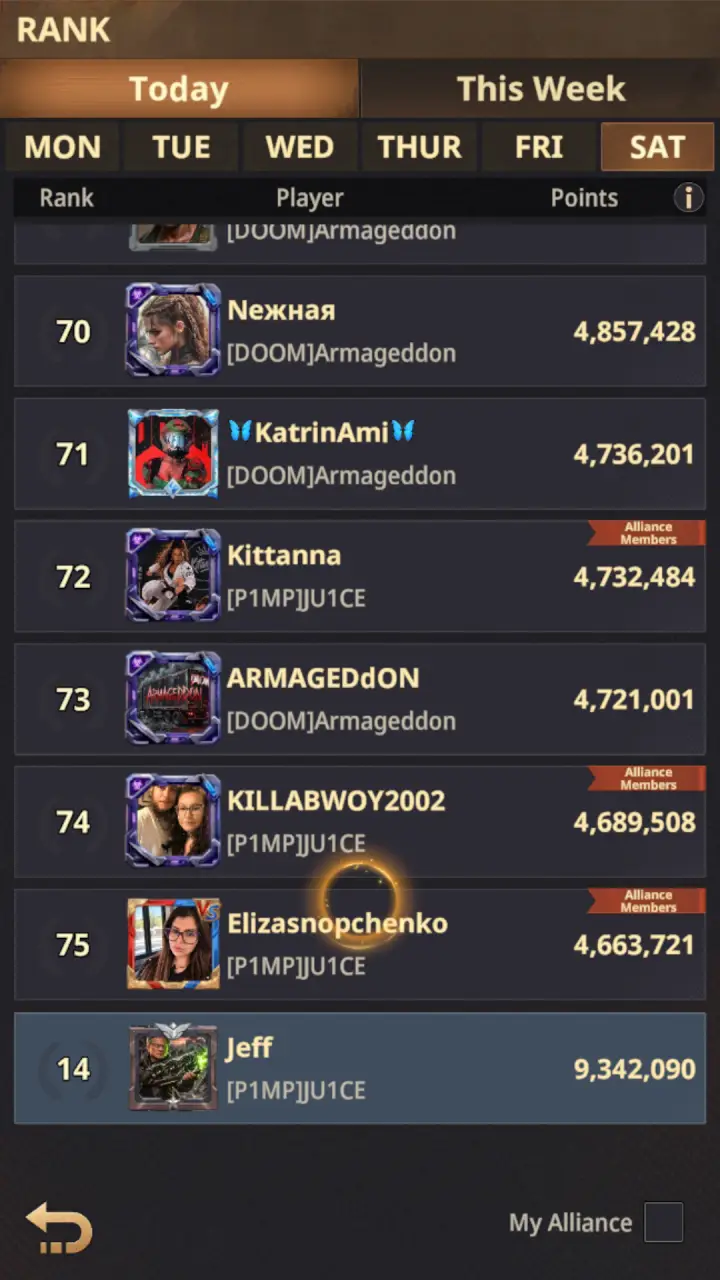 RANK
Today
This Week
MON
TUE
WED
THUR
FRI
SAT
Rank
Player
Points
[DOOM]Armageddon
70
Neжная
[DOOM]Armageddon
4,857,428
71
🦋KatrinAmi🦋
[DOOM]Armageddon
4,736,201
Alliance
Members
72
Kittanna
[P1MP]JU1CE
4,732,484
73
ARMAGEDdON
[DOOM]Armageddon
4,721,001
Alliance
Members
74
KILLABWOY2002
[P1MP]JU1CE
4,689,508
Alliance
Members
75
Elizasnopchenko
[P1MP]JU1CE
4,663,721
14
Jeff
[P1MP]JU1CE
9,342,090
My Alliance